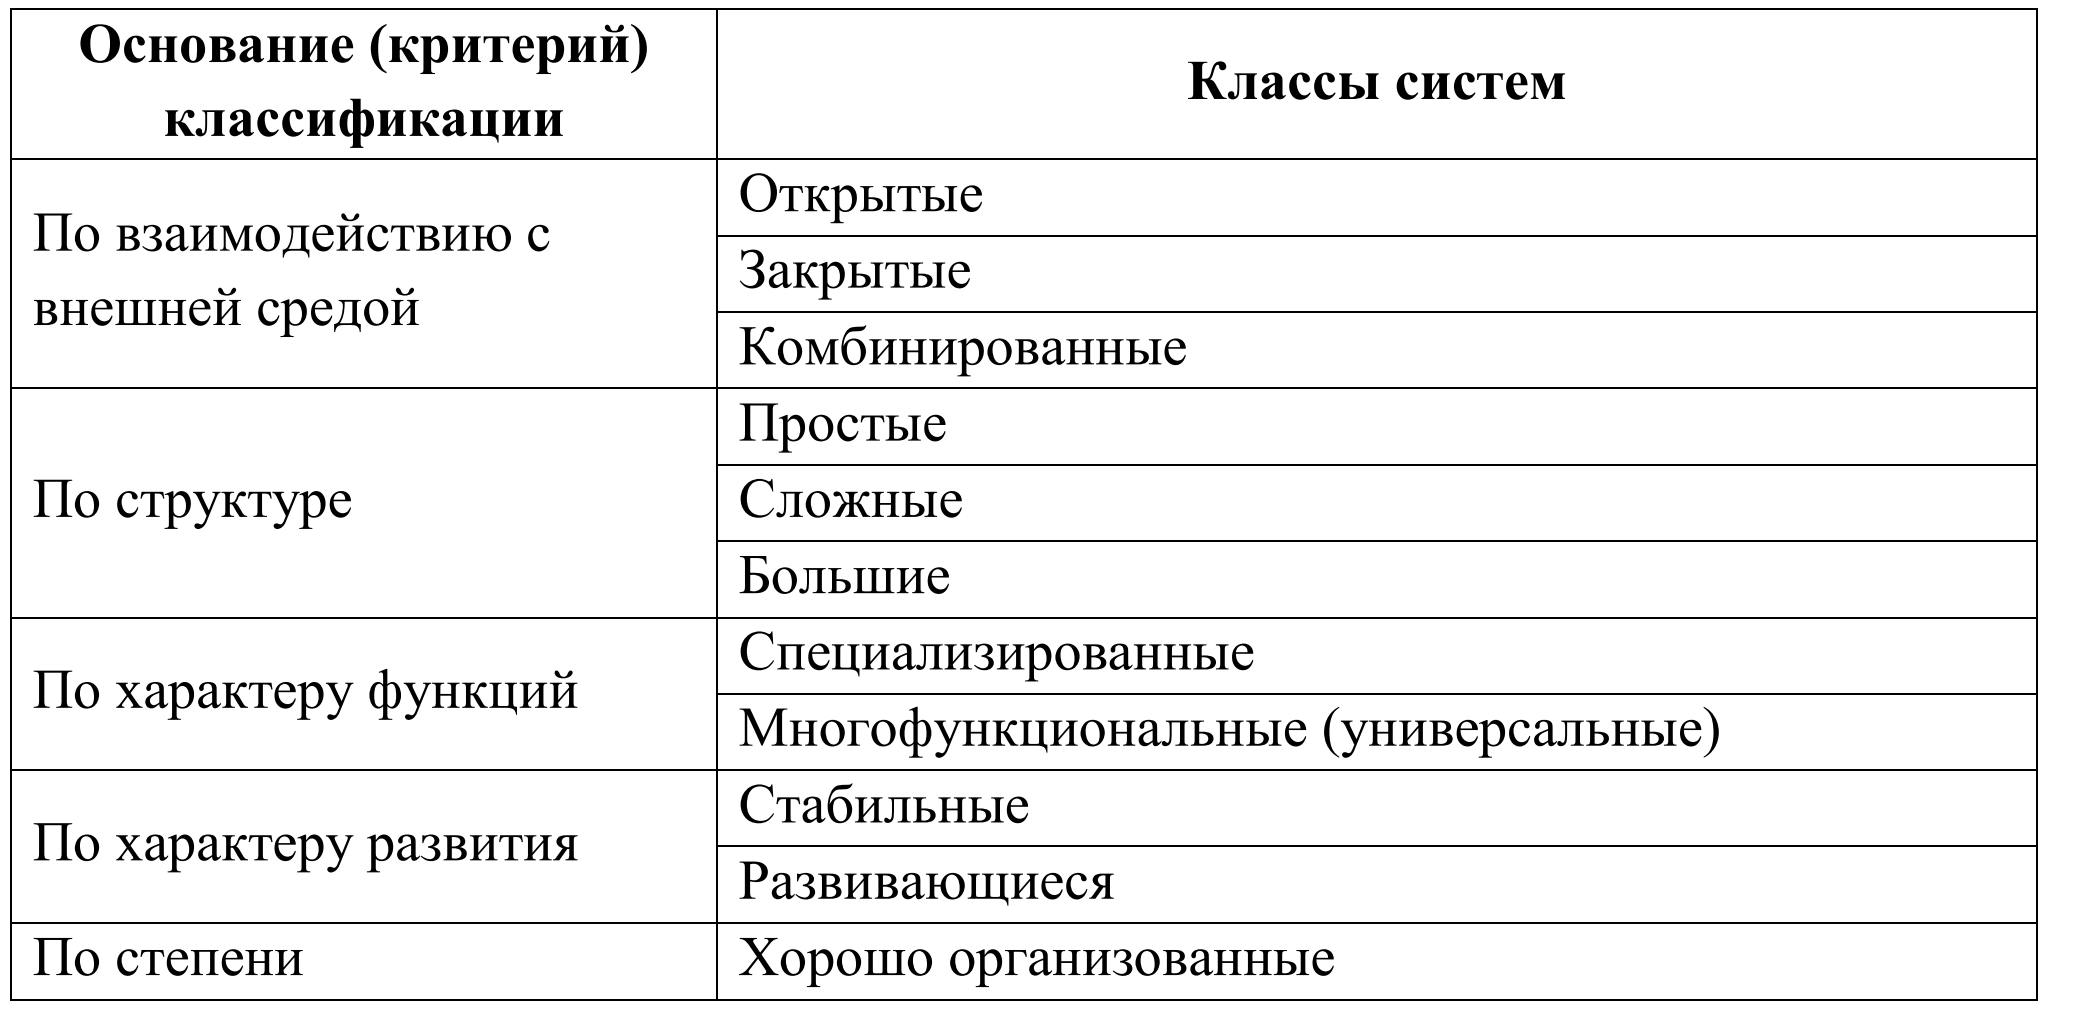 Основание (критерий)
классификации
Классы систем
По взаимодействию с
внешней средой
Открытые
Закрытые
Комбинированные
По структуре
Простые
Сложные
Большие
По характеру функций
Специализированные
Многофункциональные (универсальные)
По характеру развития
Стабильные
Развивающиеся
По степени
Хорошо организованные